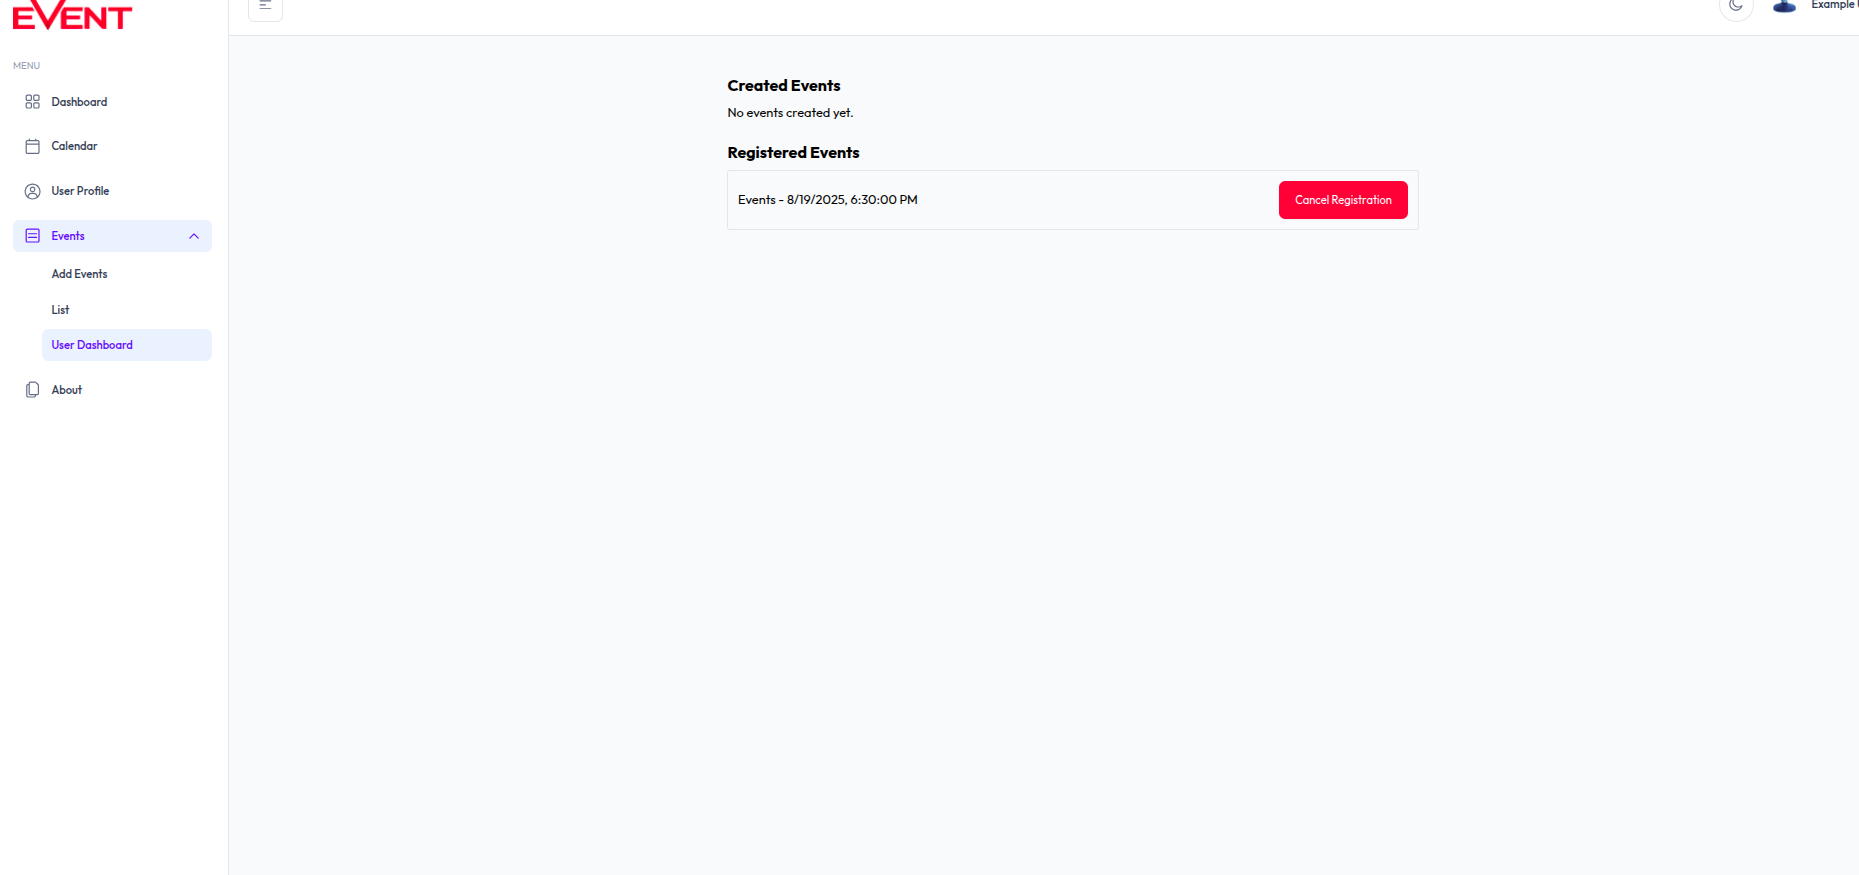 EVENT
Example
MENU
Dashboard
Calendar
User Profile
Events
Add Events
List
User Dashboard
About
Created Events
No events created yet.
Registered Events
Events - 8/19/2025, 6:30:00 PM
Cancel Registration